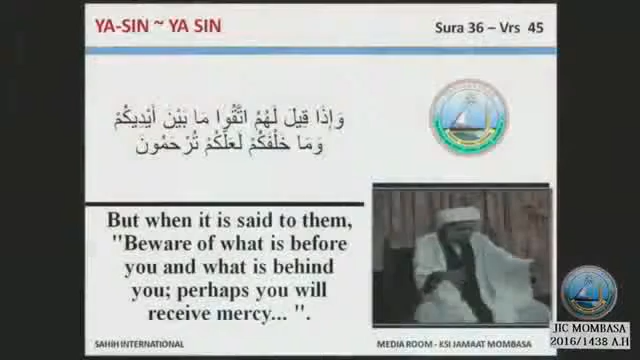 YA-SIN ~ YA SIN
Sura 36 – Vrs 45
وَإِذَا قِيلَ لَهُمُ اتَّقُوا مَا بَيْنَ أَيْدِيكُمْ
وَمَا خَلْفَكُمْ لَعَلَّكُمْ تُرْحَمُونَ
But when it is said to them,
"Beware of what is before
you and what is behind
you; perhaps you will
receive mercy... ".
SAHIH INTERNATIONAL
MEDIA ROOM - KSI JAMAAT MOMBASA
JIC MOMBASA
2016/1438 A.H